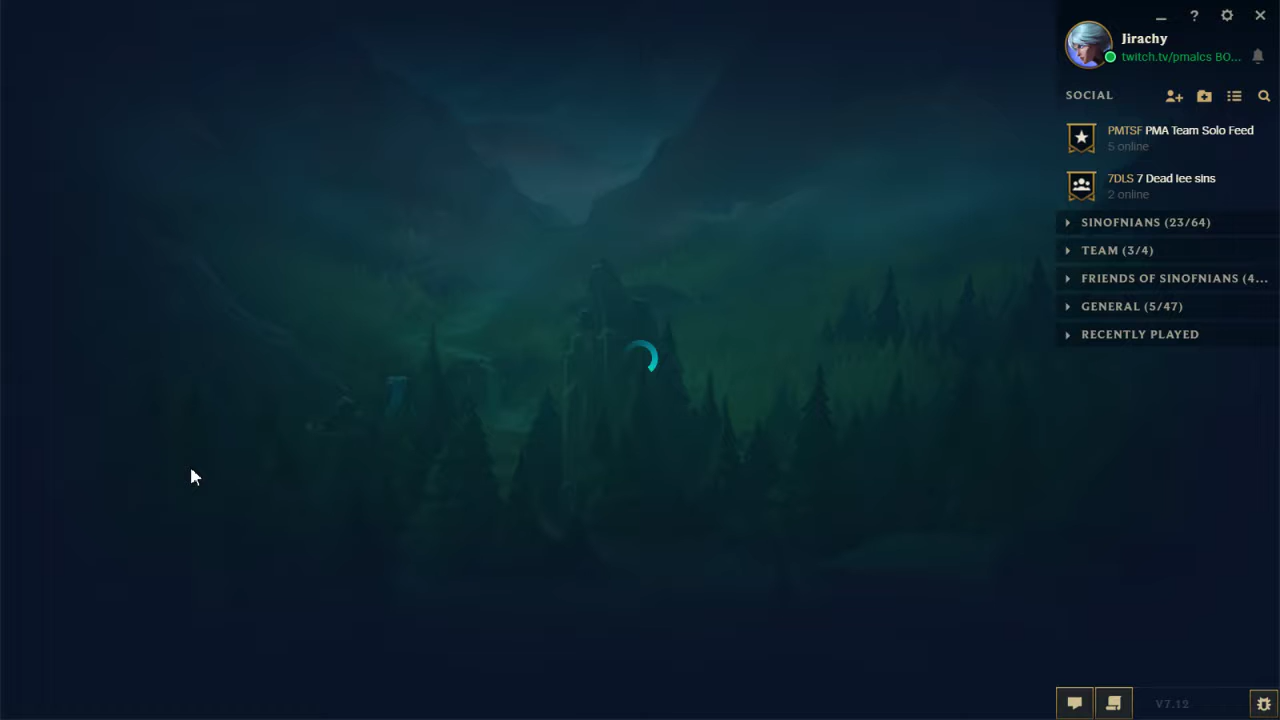 Jirachy
twitch.tv/pmalcs BO...
SOCIAL
PMTSF PMA Team Solo Feed
5 online
7DLS 7 Dead lee sins
2 online
SINOFNIANS (23/64)
TEAM (3/4)
FRIENDS OF SINOFNIANS (4...
GENERAL (5/47)
RECENTLY PLAYED
V7.12